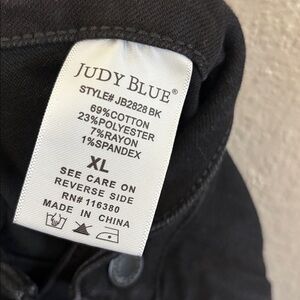 JUDY BLUE®
STYLE# JB2828 BK
69%COTTON
23%POLYESTER
7%RAYON
1%SPANDEX
XL
SEE CARE ON
REVERSE SIDE
RN# 116380
MADE IN CHINA